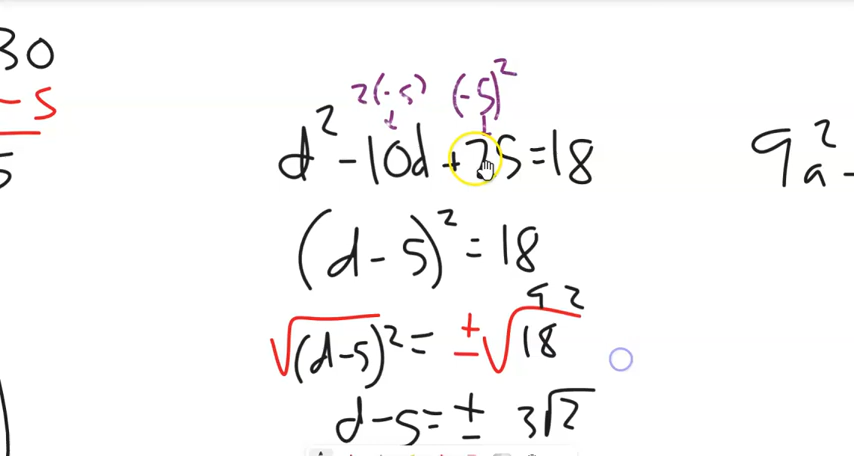 30
- 5
5
2(-5) (-5)²
d² - 10d + 25 = 18
(d - 5)² = 18
9 2
√(d-5)² = ± √18
d - 5 = ± 3√2
9a² -